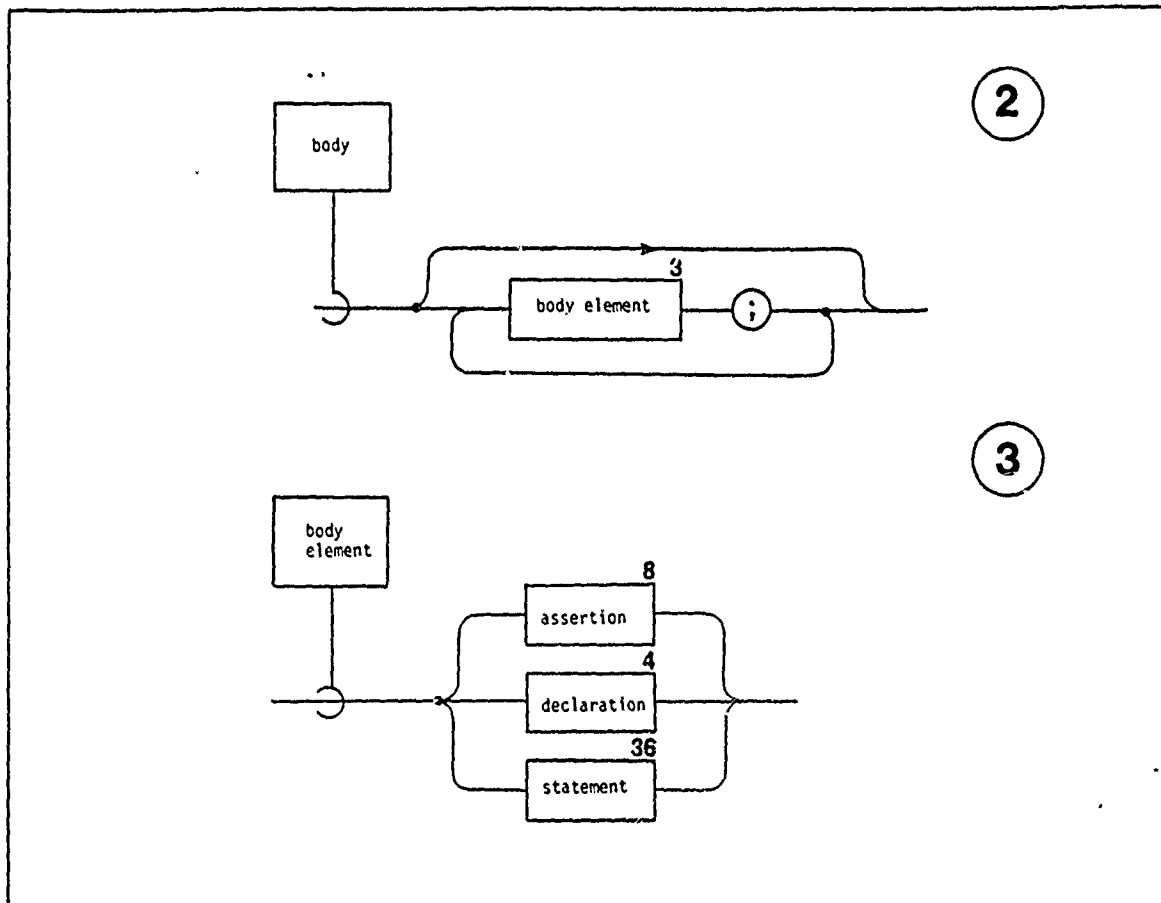 2
body
3
body element
;
3
body
element
8
assertion
4
declaration
36
statement